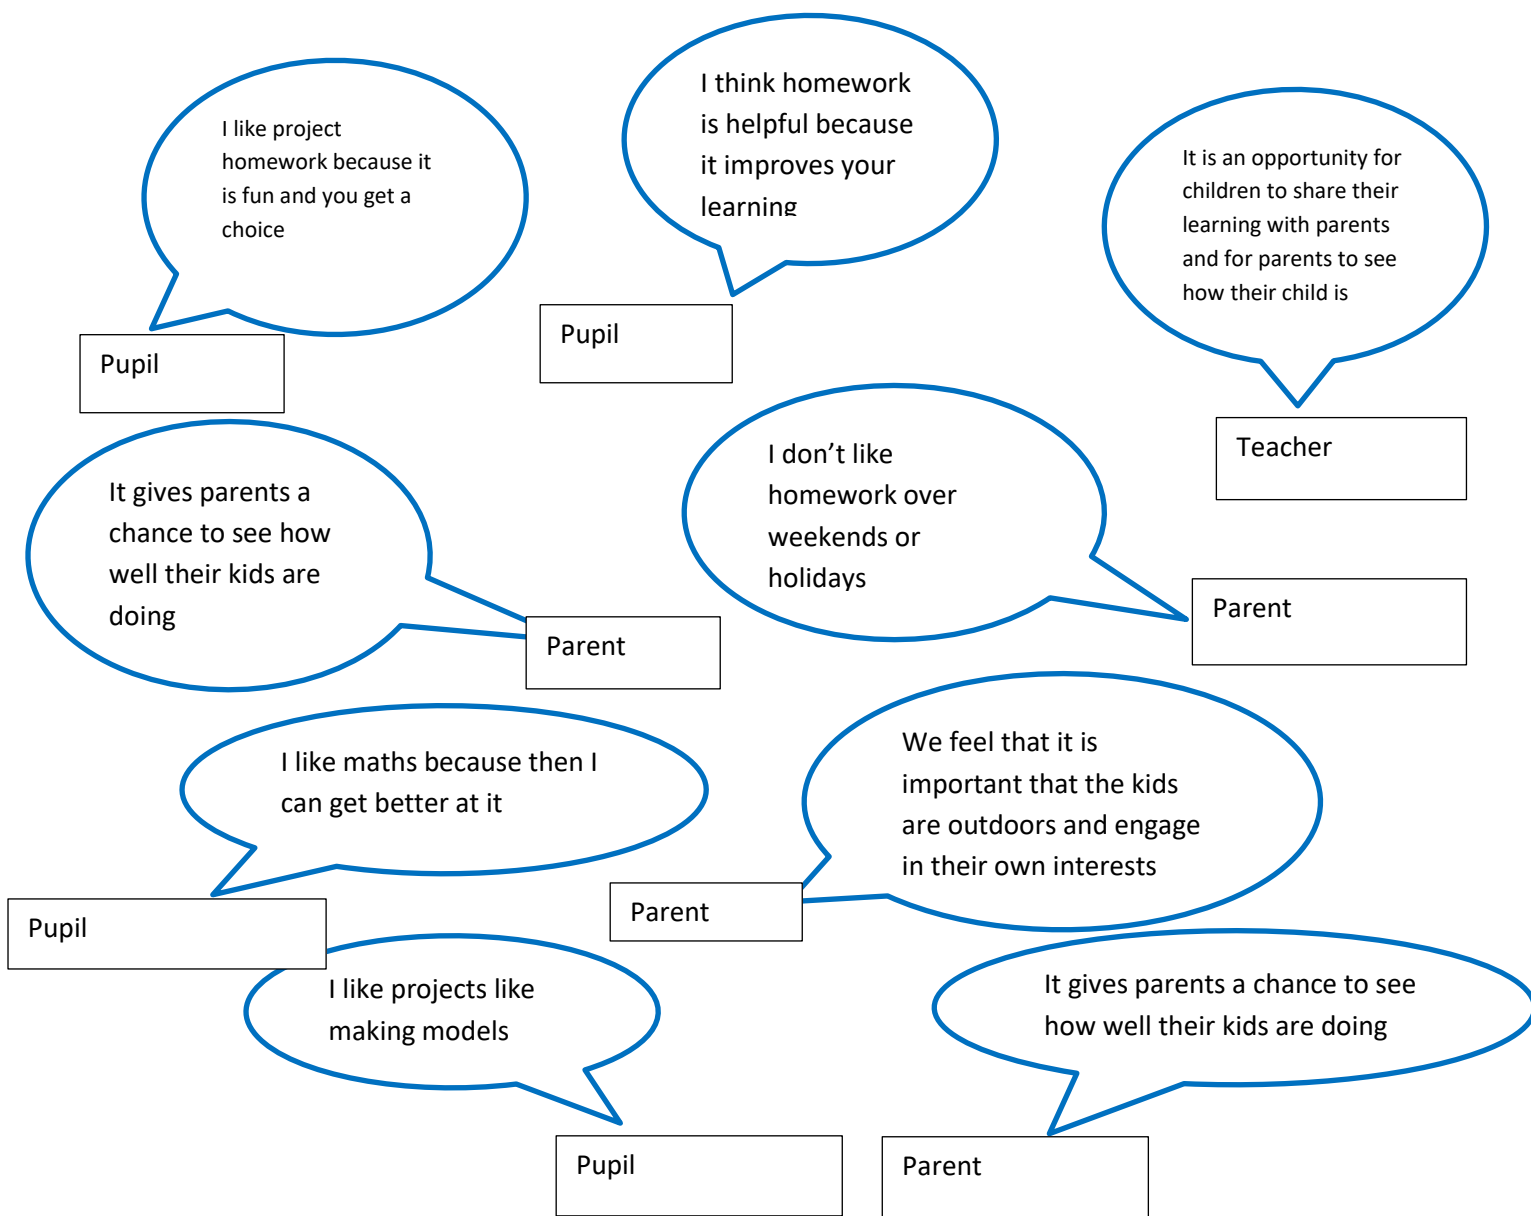 I like project
homework because it
is fun and you get a
choice
Pupil
I think homework
is helpful because
it improves your
learning
Pupil
It is an opportunity for
children to share their
learning with parents
and for parents to see
how their child is
Teacher
It gives parents a
chance to see how
well their kids are
doing
Parent
I don’t like
homework over
weekends or
holidays
Parent
I like maths because then I
can get better at it
Pupil
We feel that it is
important that the kids
are outdoors and engage
in their own interests
Parent
I like projects like
making models
Pupil
It gives parents a chance to see
how well their kids are doing
Parent